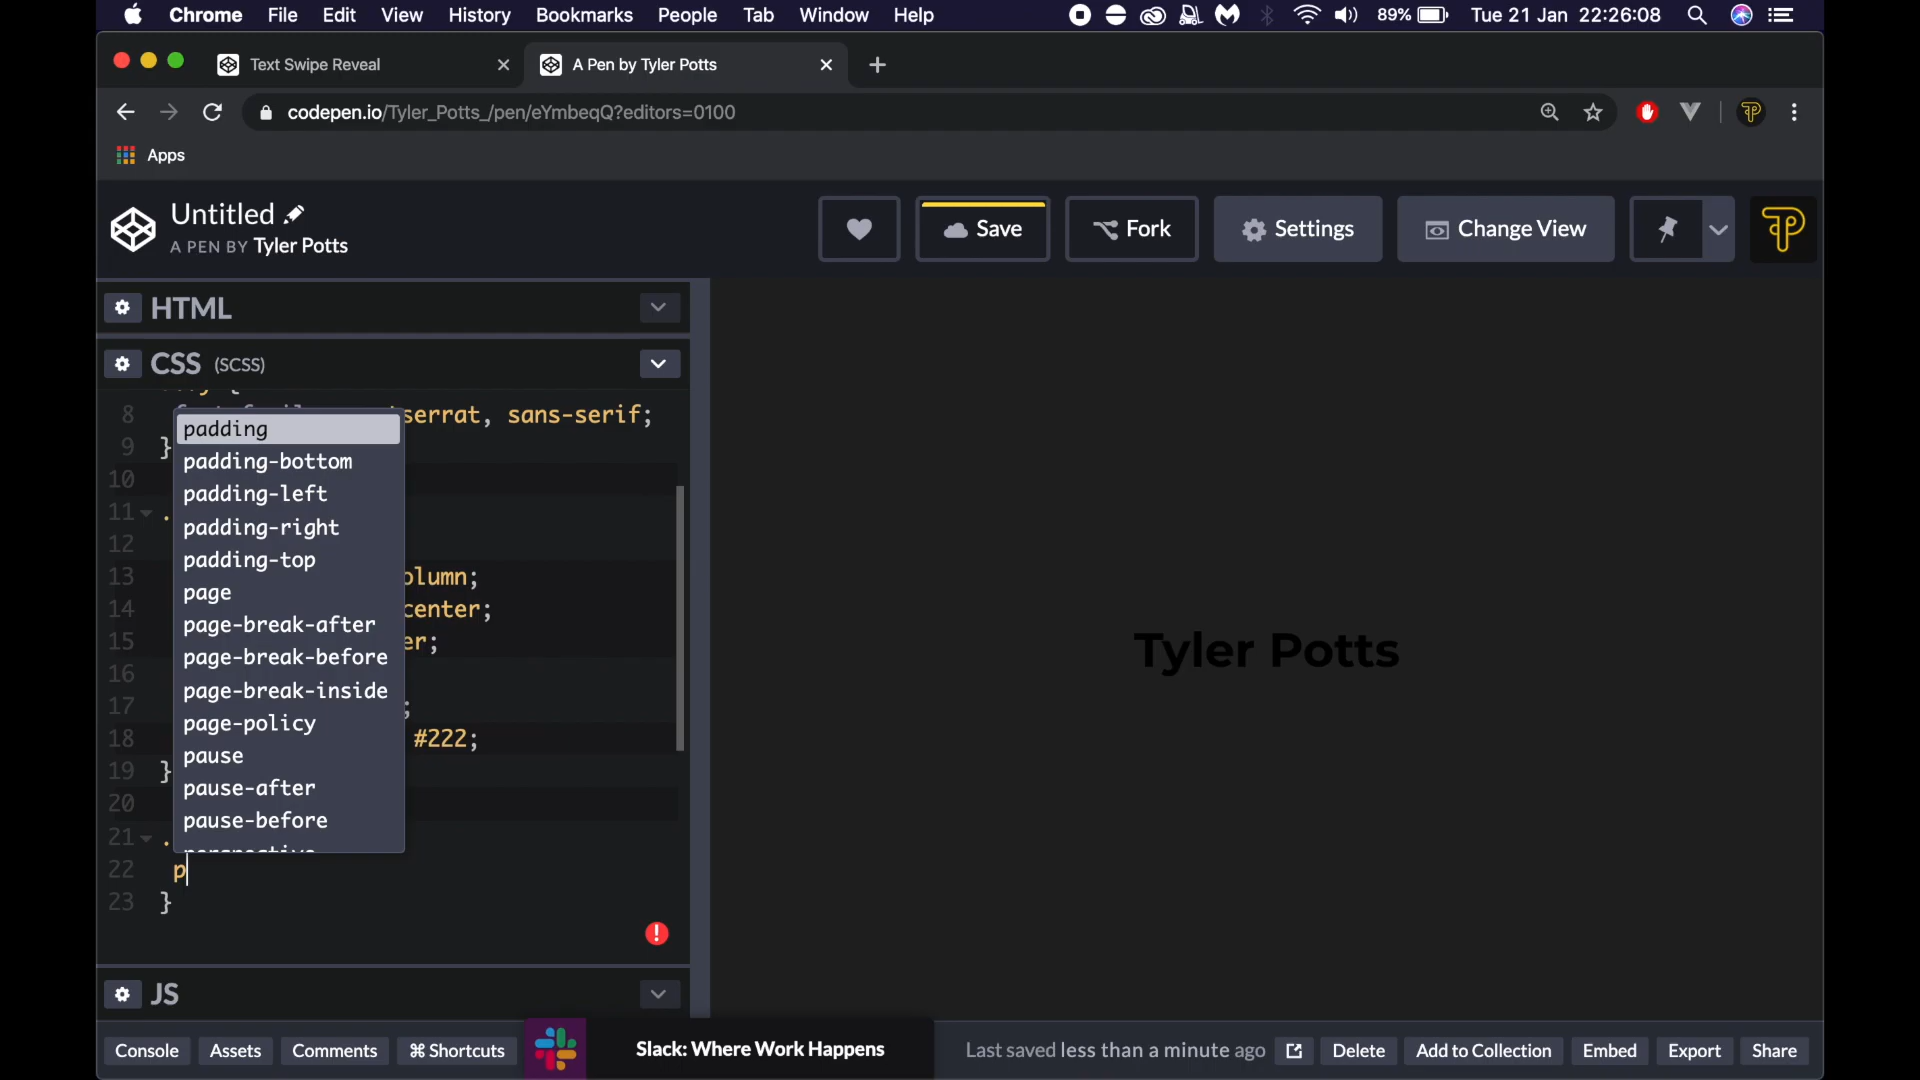 Chrome File Edit View History Bookmarks People Tab Window Help 89% Tue 21 Jan 22:26:08
Text Swipe Reveal A Pen by Tyler Potts
codepen.io/Tyler_Potts_/pen/eYmbeqQ?editors=0100
Apps
Untitled
A PEN BY Tyler Potts
Save Fork Settings Change View
HTML
CSS (SCSS)
8 serrat, sans-serif;
9 }
10
11 .
12
13 olumn;
14 center;
15 er;
16
17 ;
18 #222;
19 }
20
21 .
22 p
23 }
padding
padding-bottom
padding-left
padding-right
padding-top
page
page-break-after
page-break-before
page-break-inside
page-policy
pause
pause-after
pause-before
Tyler Potts
JS
Console Assets Comments ⌘ Shortcuts Slack: Where Work Happens Last saved less than a minute ago Delete Add to Collection Embed Export Share